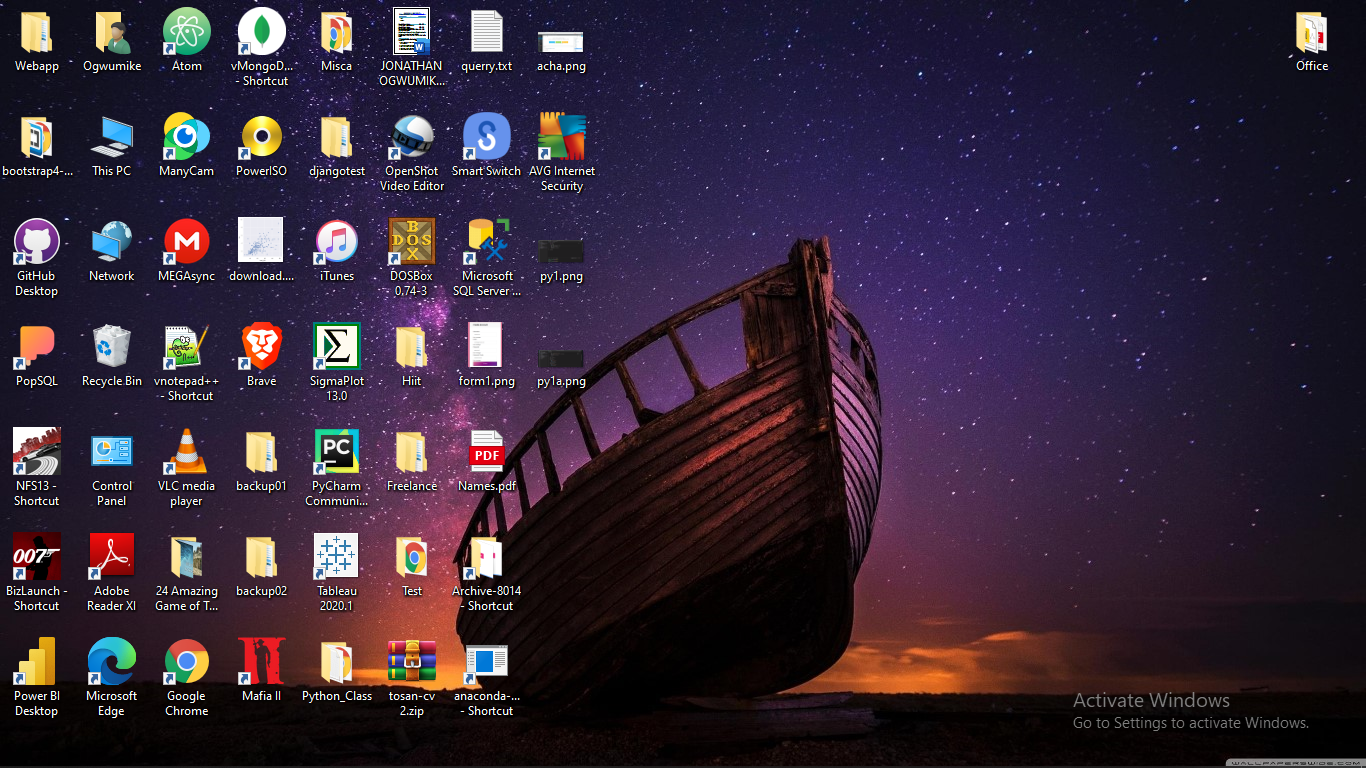 Webapp
Ogwumike
Atom
vMongoD...
- Shortcut
Misca
JONATHAN
OGWUMIK...
querry.txt
acha.png
Office
bootstrap4-...
This PC
ManyCam
PowerISO
djangotest
OpenShot
Video Editor
Smart Switch
AVG Internet
Security
GitHub
Desktop
Network
MEGAsync
download....
iTunes
DOSBox
0.74-3
Microsoft
SQL Server ...
py1.png
PopSQL
Recycle Bin
vnotepad++
- Shortcut
Brave
SigmaPlot
13.0
Hiit
form1.png
py1a.png
NFS13 -
Shortcut
Control
Panel
VLC media
player
backup01
PC
PyCharm
Communi...
Freelance
PDF
Names.pdf
007
BizLaunch -
Shortcut
Adobe
Reader XI
24 Amazing
Game of T...
backup02
Tableau
2020.1
Test
Archive-8014
- Shortcut
Power BI
Desktop
Microsoft
Edge
Google
Chrome
Mafia II
Python_Class
tosan-cv
2.zip
anaconda-...
- Shortcut
Activate Windows
Go to Settings to activate Windows.
WALLPAPERSWIDE.COM